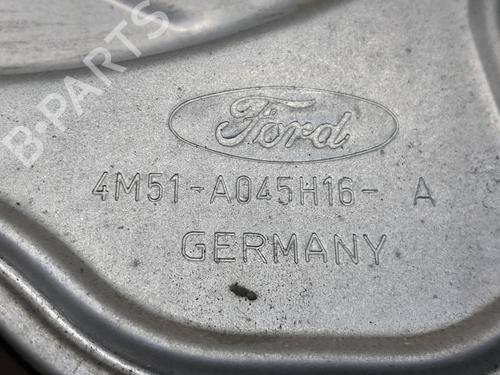 B-PARTS
Ford
4M51-A045H16- A
GERMANY